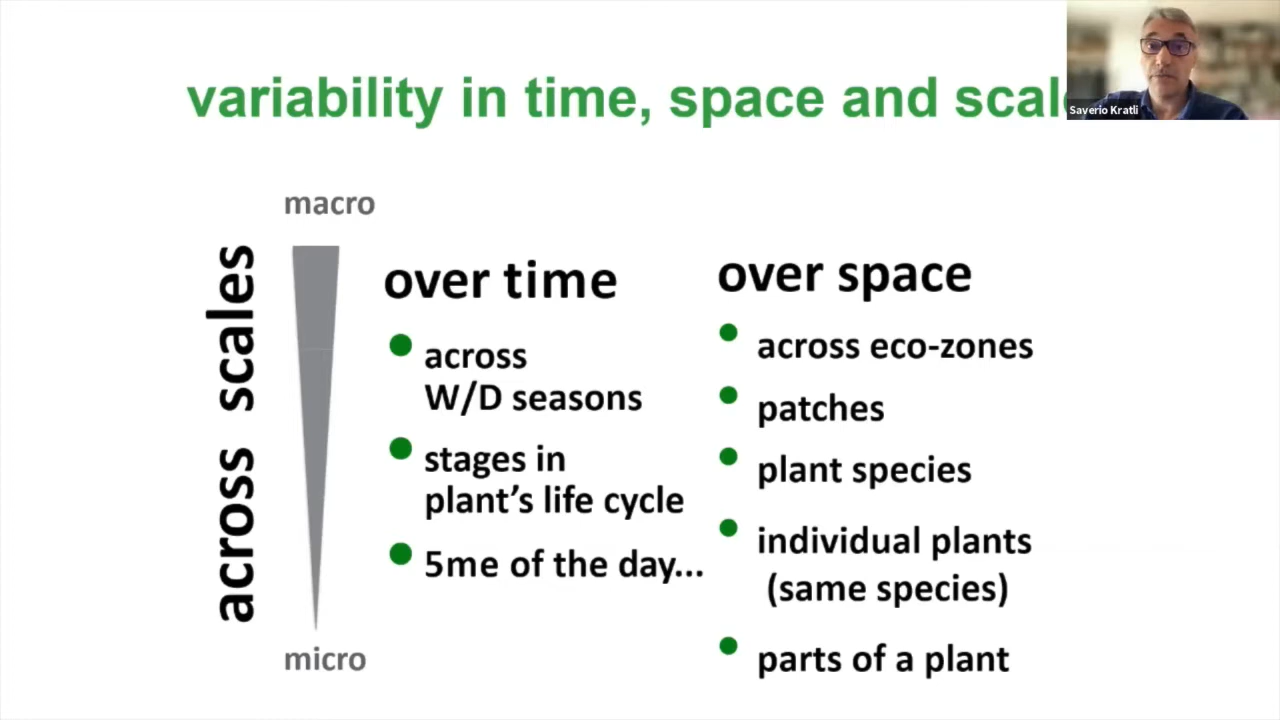 variability in time, space and scale
Saverio Kratli
macro
across scales
over time
across
W/D seasons
stages in
plant's life cycle
5me of the day...
micro
over space
across eco-zones
patches
plant species
individual plants
(same species)
parts of a plant